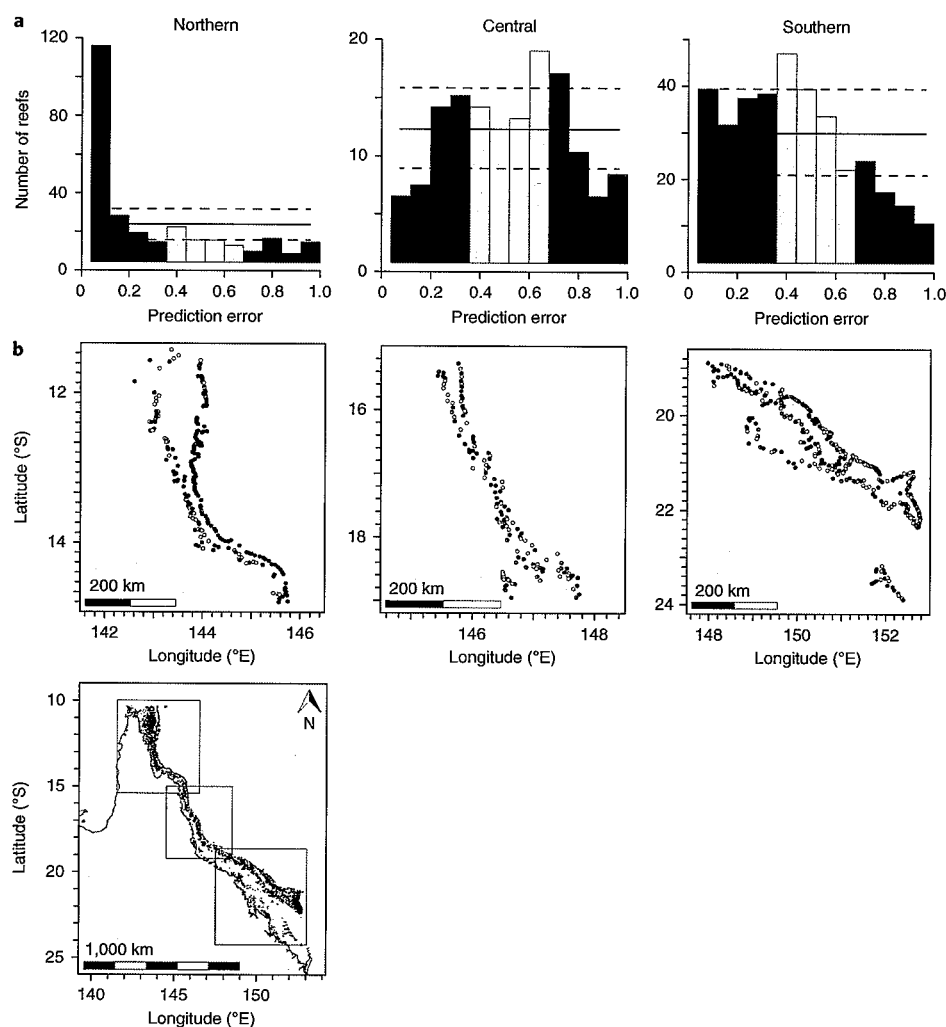 a
Northern
Central
Southern
Number of reefs
120
80
40
0
0 0.2 0.4 0.6 0.8 1.0
Prediction error
20
10
0
0 0.2 0.4 0.6 0.8 1.0
Prediction error
40
20
0
0 0.2 0.4 0.6 0.8 1.0
Prediction error
b
Latitude (°S)
12
14
200 km
142 144 146
Longitude (°E)
16
18
200 km
146 148
Longitude (°E)
20
22
24
200 km
148 150 152
Longitude (°E)
Latitude (°S)
10
15
20
25
N
1,000 km
140 145 150
Longitude (°E)